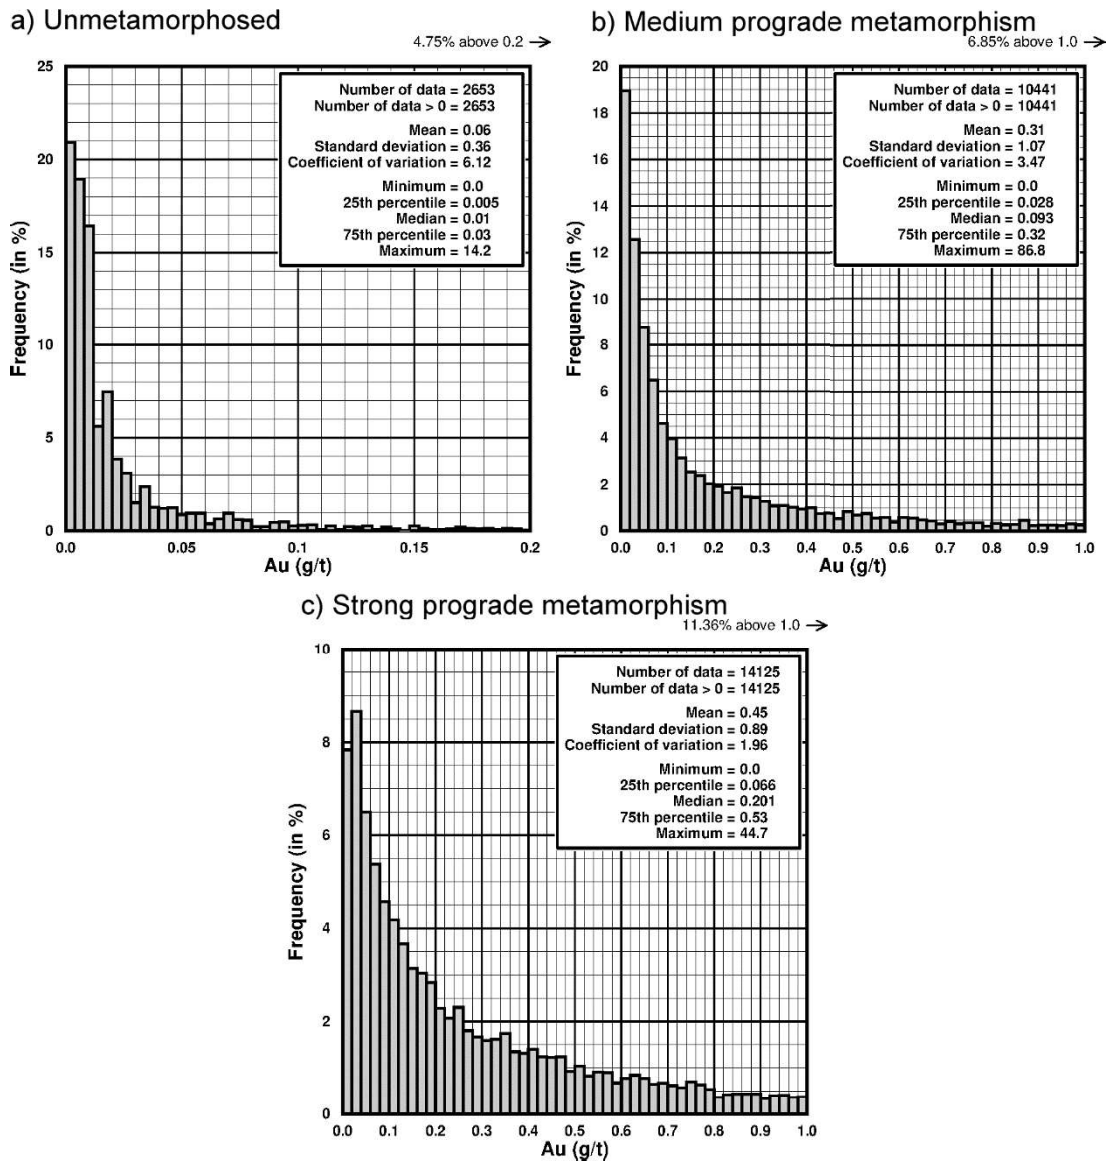 a) Unmetamorphosed
4.75% above 0.2 →
25
20
15
10
5
0
Frequency (in %)
Number of data = 2653
Number of data > 0 = 2653
Mean = 0.06
Standard deviation = 0.36
Coefficient of variation = 6.12
Minimum = 0.0
25th percentile = 0.005
Median = 0.01
75th percentile = 0.03
Maximum = 14.2
0.0 0.05 0.1 0.15 0.2
Au (g/t)
b) Medium prograde metamorphism
6.85% above 1.0 →
20
18
16
14
12
10
8
6
4
2
0
Frequency (in %)
Number of data = 10441
Number of data > 0 = 10441
Mean = 0.31
Standard deviation = 1.07
Coefficient of variation = 3.47
Minimum = 0.0
25th percentile = 0.028
Median = 0.093
75th percentile = 0.32
Maximum = 86.8
0.0 0.1 0.2 0.3 0.4 0.5 0.6 0.7 0.8 0.9 1.0
Au (g/t)
c) Strong prograde metamorphism
11.36% above 1.0 →
10
8
6
4
2
0
Frequency (in %)
Number of data = 14125
Number of data > 0 = 14125
Mean = 0.45
Standard deviation = 0.89
Coefficient of variation = 1.96
Minimum = 0.0
25th percentile = 0.066
Median = 0.201
75th percentile = 0.53
Maximum = 44.7
0.0 0.1 0.2 0.3 0.4 0.5 0.6 0.7 0.8 0.9 1.0
Au (g/t)